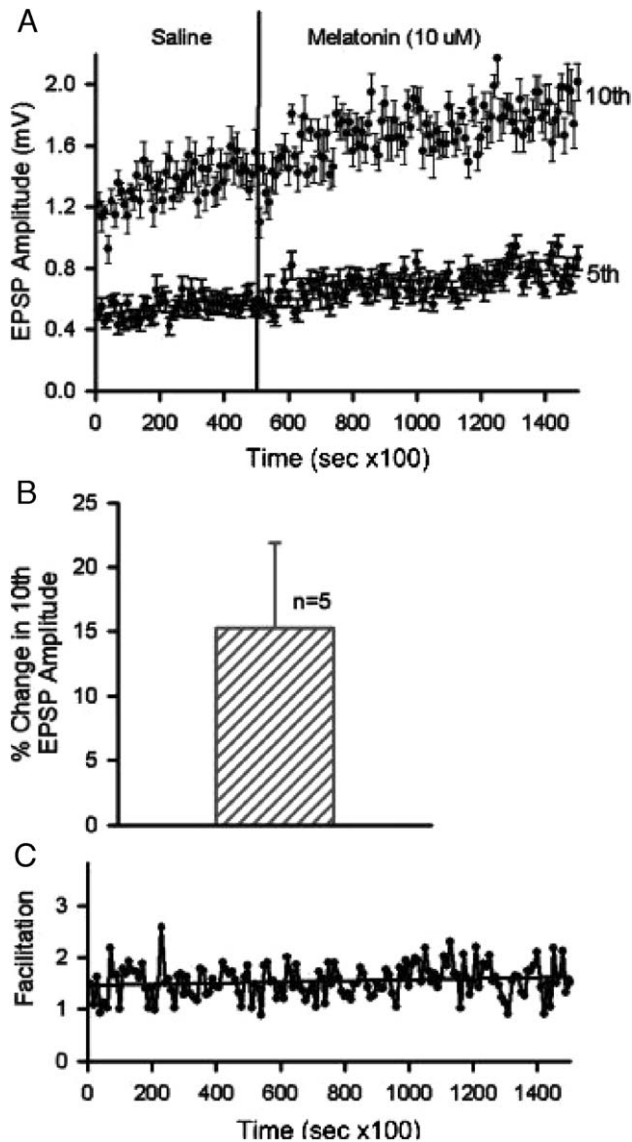 A
Saline Melatonin (10 uM)
EPSP Amplitude (mV)
2.0
1.6
1.2
0.8
0.4
0.0
10th
5th
0 200 400 600 800 1000 1200 1400
Time (sec x100)
B
% Change in 10th
EPSP Amplitude
25
20
15
10
5
0
n=5
C
Facilitation
3
2
1
0
0 200 400 600 800 1000 1200 1400
Time (sec x100)